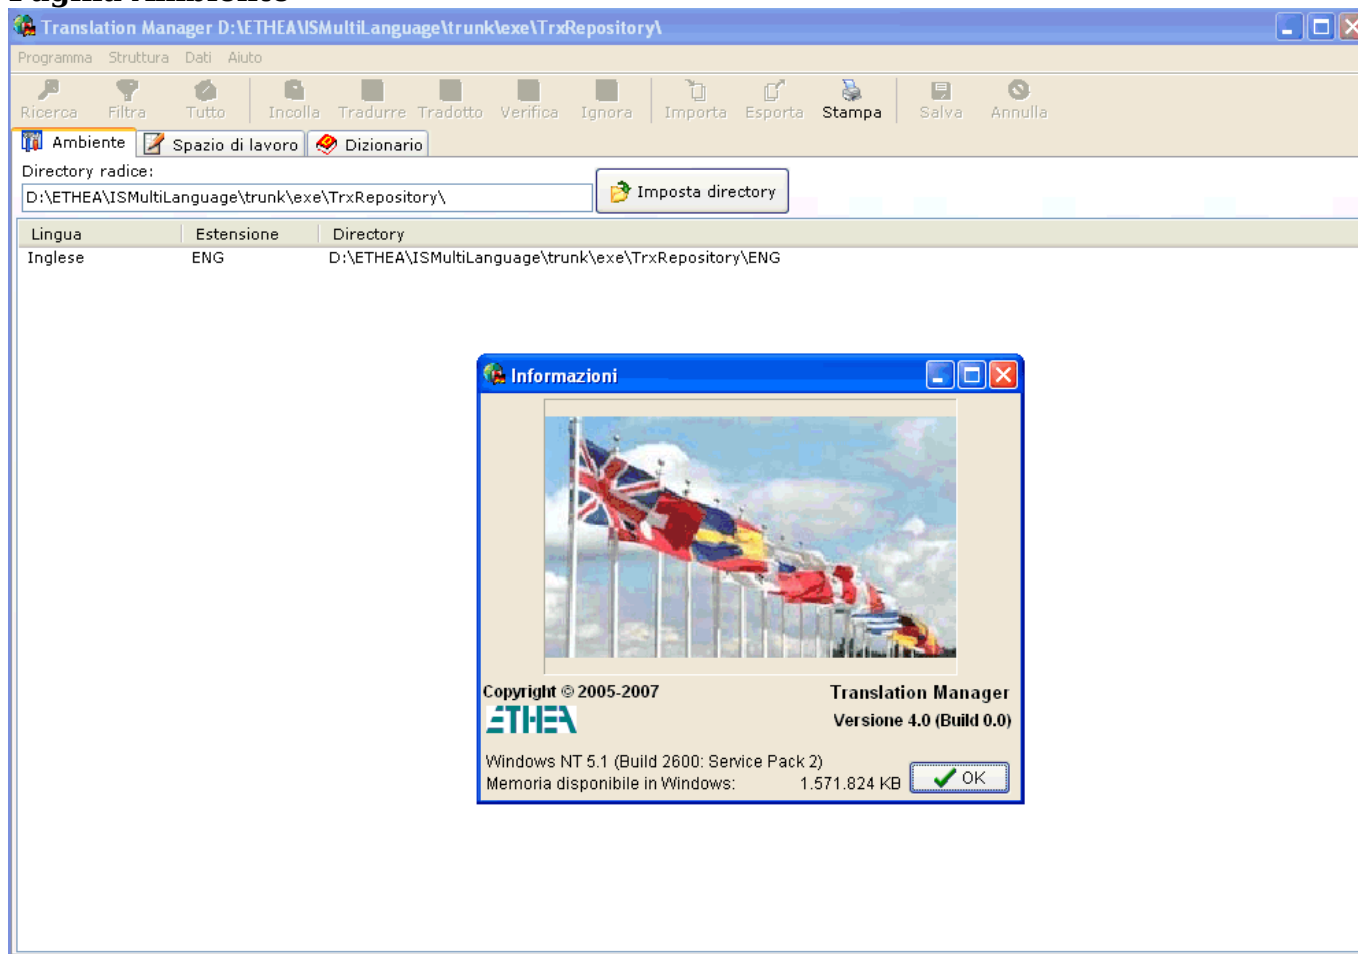 Pagina Ambiente
Translation Manager D:\ETHEA\ISMultiLanguage\trunk\exe\TrxRepository\
Programma Struttura Dati Aiuto
Ricerca Filtra Tutto Incolla Tradurre Tradotto Verifica Ignora Importa Esporta Stampa Salva Annulla
Ambiente Spazio di lavoro Dizionario
Directory radice:
D:\ETHEA\ISMultiLanguage\trunk\exe\TrxRepository\ Imposta directory
Lingua Estensione Directory
Inglese ENG D:\ETHEA\ISMultiLanguage\trunk\exe\TrxRepository\ENG
Informazioni
Copyright © 2005-2007 Translation Manager
ETHEA Versione 4.0 (Build 0.0)
Windows NT 5.1 (Build 2600: Service Pack 2)
Memoria disponibile in Windows: 1.571.824 KB OK